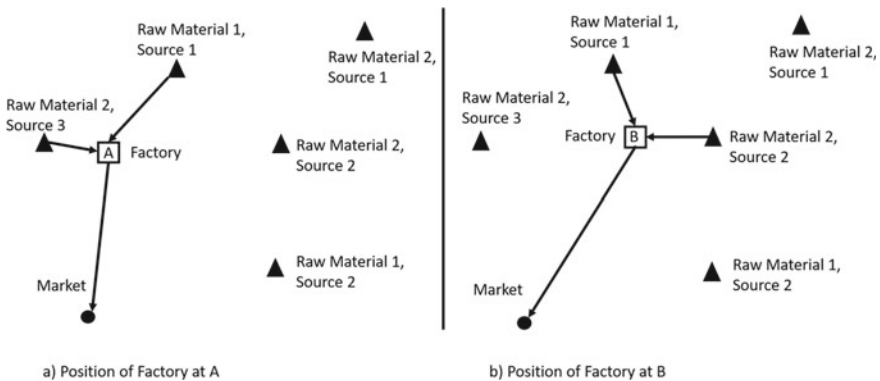 Raw Material 1,
Source 1
Raw Material 2,
Source 1
Raw Material 2,
Source 3
A
Factory
Raw Material 2,
Source 2
Raw Material 1,
Source 2
Market
a) Position of Factory at A
Raw Material 1,
Source 1
Raw Material 2,
Source 1
Raw Material 2,
Source 3
Factory
B
Raw Material 2,
Source 2
Raw Material 1,
Source 2
Market
b) Position of Factory at B